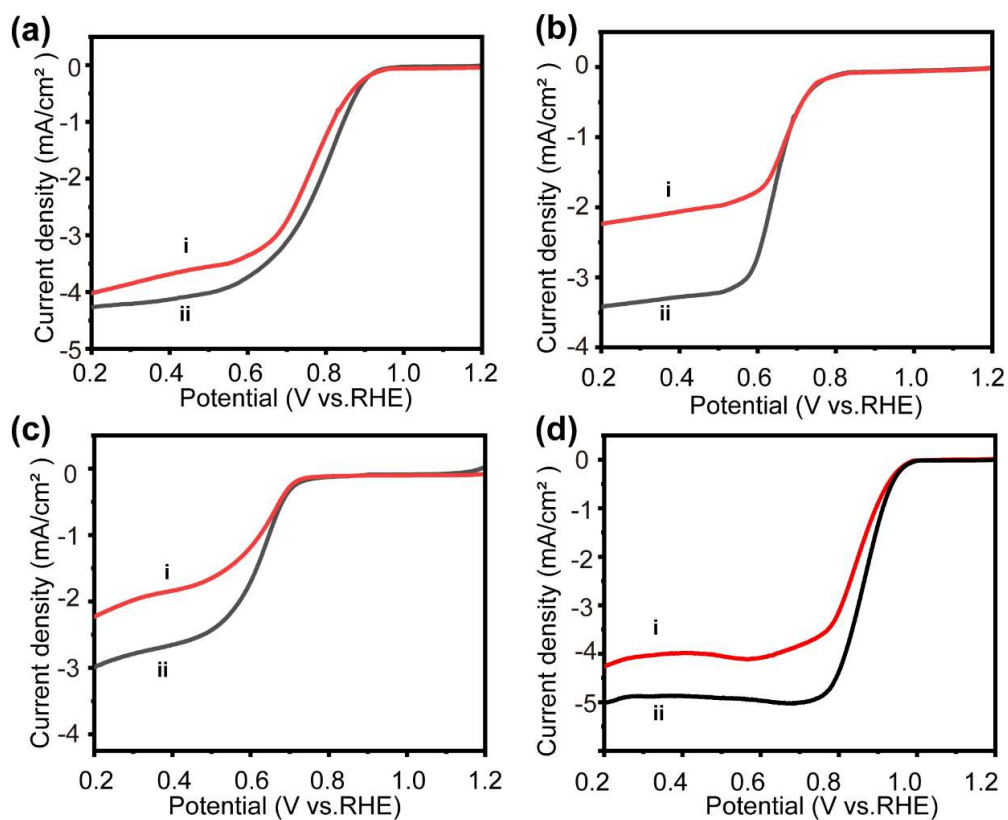 (a)
Current density (mA/cm²)
0
-1
-2
-3
-4
-5
i
ii
0.2 0.4 0.6 0.8 1.0 1.2
Potential (V vs.RHE)
(b)
Current density (mA/cm²)
0
-1
-2
-3
-4
i
ii
0.2 0.4 0.6 0.8 1.0 1.2
Potential (V vs.RHE)
(c)
Current density (mA/cm²)
0
-1
-2
-3
-4
i
ii
0.2 0.4 0.6 0.8 1.0 1.2
Potential (V vs.RHE)
(d)
Current density (mA/cm²)
0
-1
-2
-3
-4
-5
i
ii
0.2 0.4 0.6 0.8 1.0 1.2
Potential (V vs.RHE)